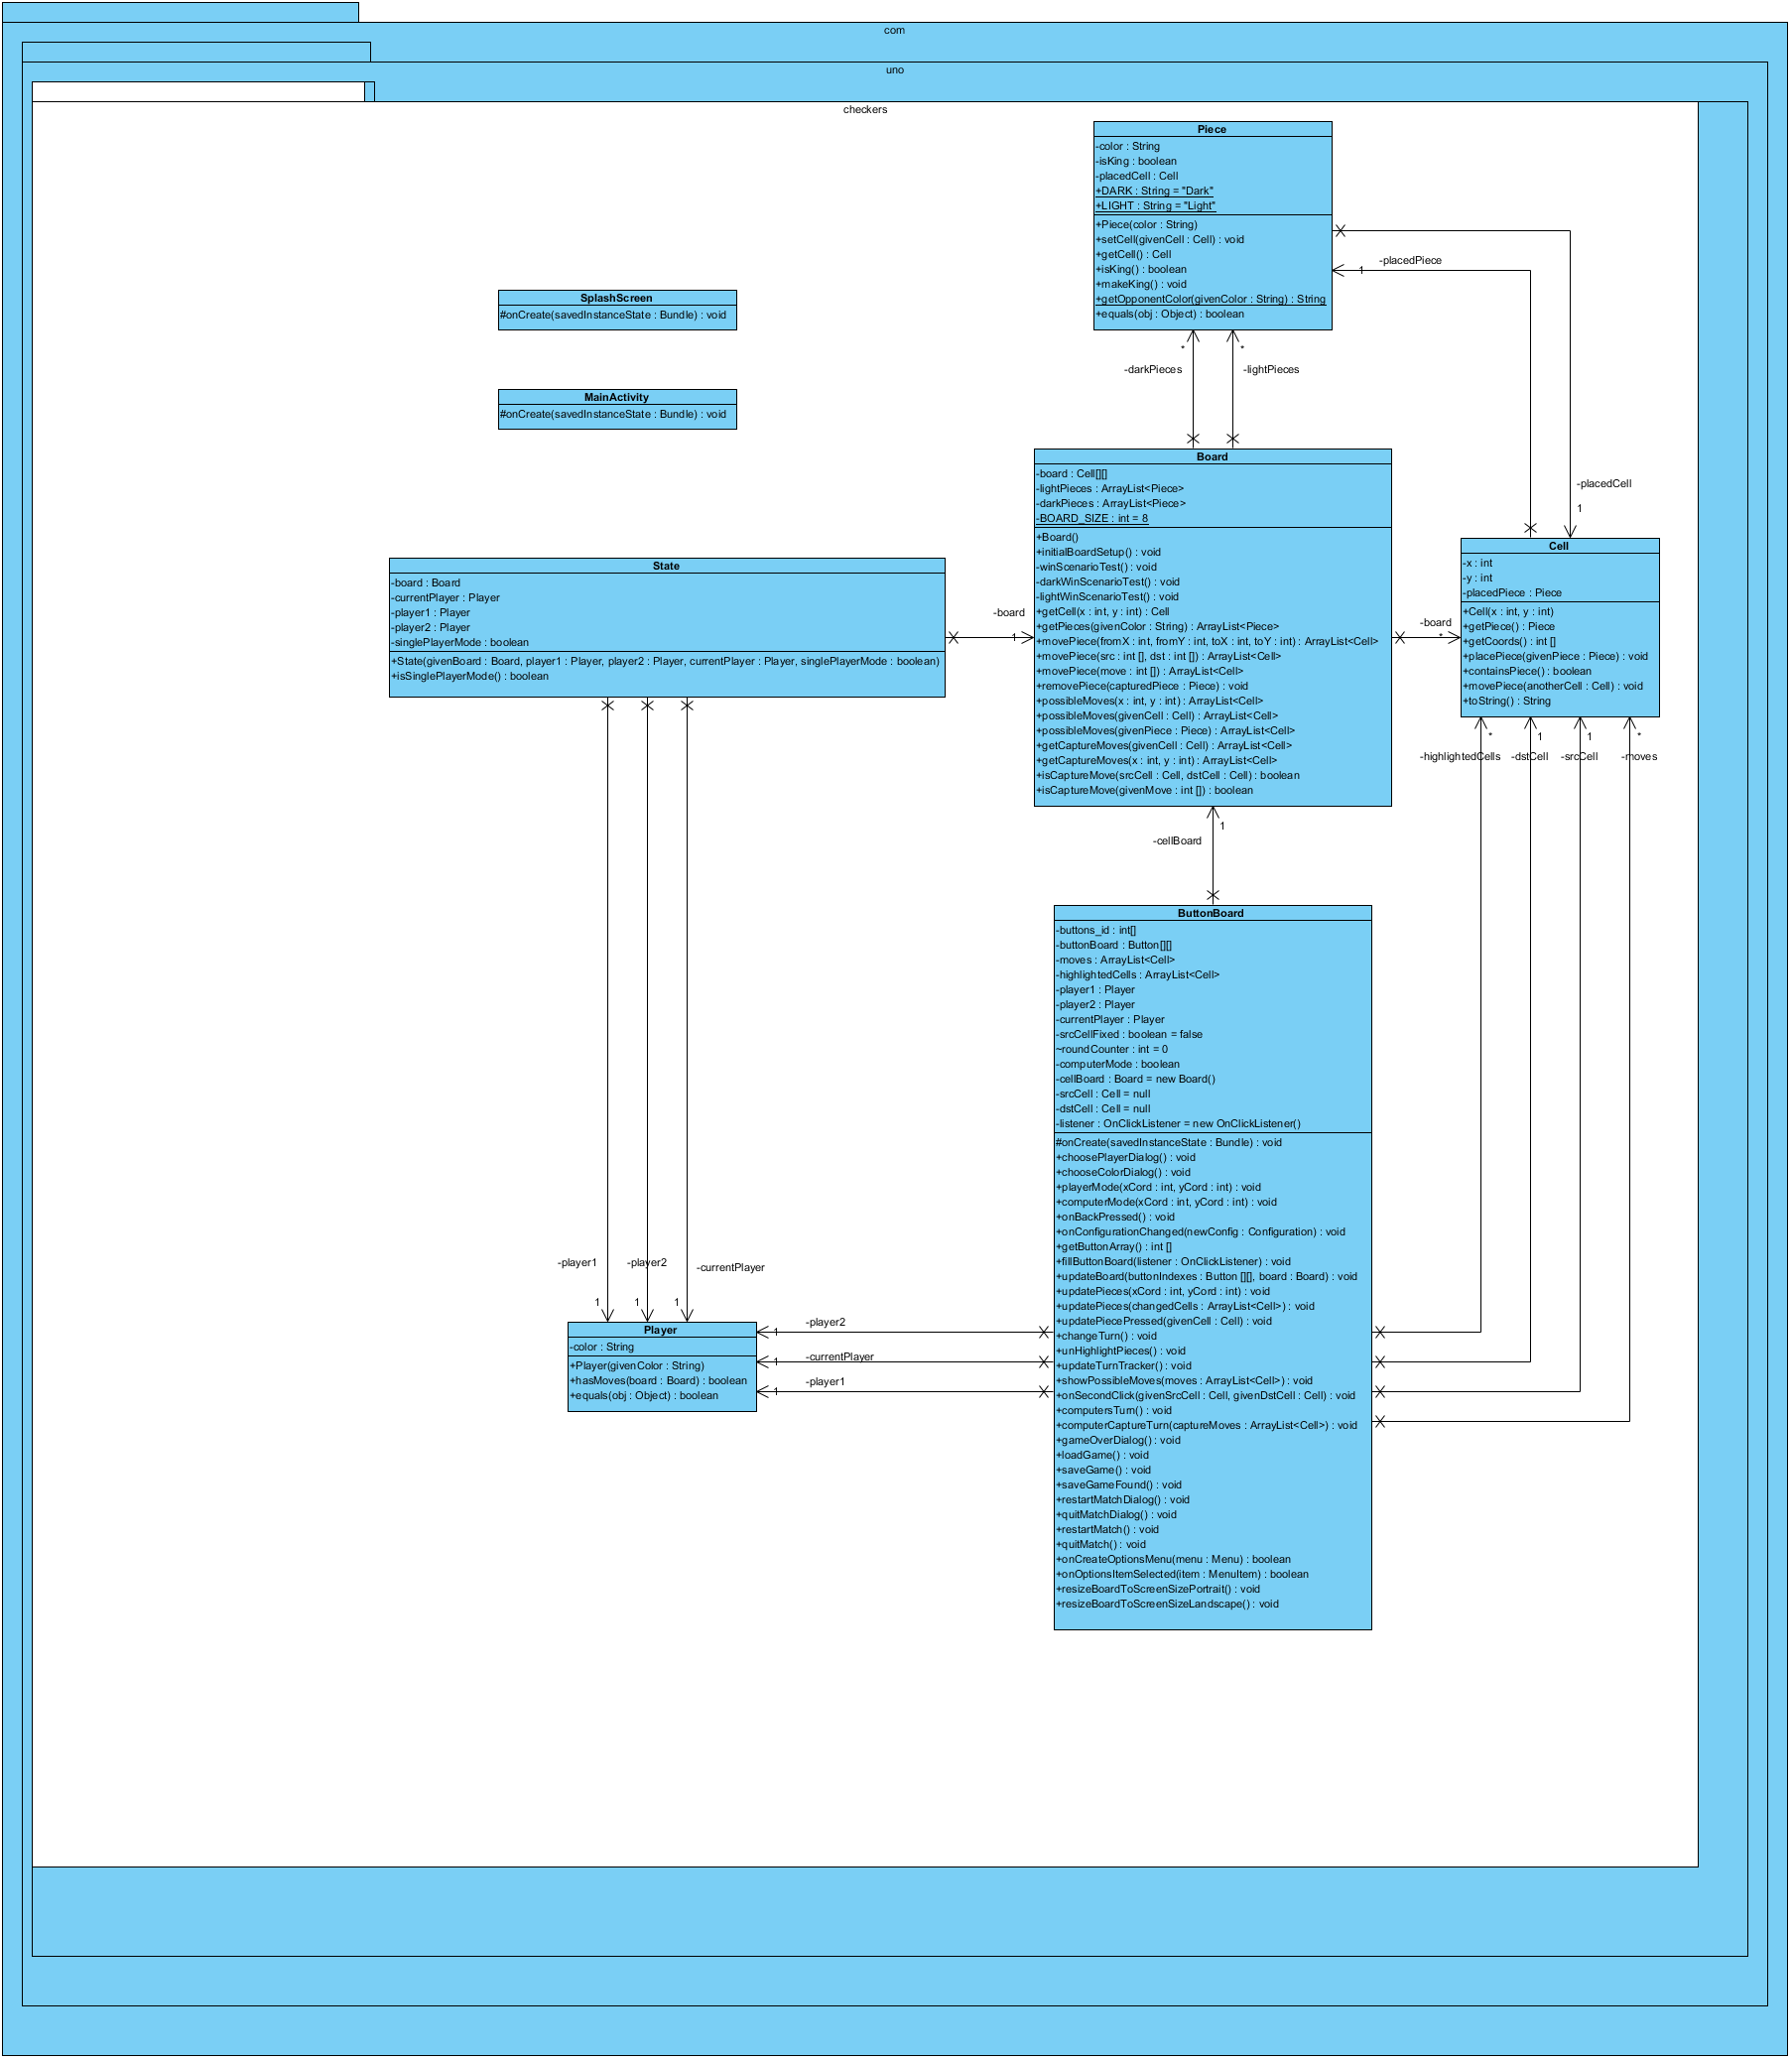 com
uno
checkers
Piece
-color : String
-isKing : boolean
-placedCell : Cell
+DARK : String = "Dark"
+LIGHT : String = "Light"
+Piece(color : String)
+setCell(givenCell : Cell) : void
+getCell() : Cell
+isKing() : boolean
+makeKing() : void
+getOpponentColor(givenColor : String) : String
+equals(obj : Object) : boolean
-placedPiece
1
SplashScreen
#onCreate(savedInstanceState : Bundle) : void
MainActivity
#onCreate(savedInstanceState : Bundle) : void
*
*
-darkPieces
-lightPieces
-placedCell
1
Board
-board : Cell[][]
-lightPieces : ArrayList<Piece>
-darkPieces : ArrayList<Piece>
-BOARD_SIZE : int = 8
+Board()
+initialBoardSetup() : void
-winScenarioTest() : void
-darkWinScenarioTest() : void
-lightWinScenarioTest() : void
+getCell(x : int, y : int) : Cell
+getPieces(givenColor : String) : ArrayList<Piece>
+movePiece(fromX : int, fromY : int, toX : int, toY : int) : ArrayList<Cell>
+movePiece(src : int [], dst : int []) : ArrayList<Cell>
+movePiece(move : int []) : ArrayList<Cell>
+removePiece(capturedPiece : Piece) : void
+possibleMoves(x : int, y : int) : ArrayList<Cell>
+possibleMoves(givenCell : Cell) : ArrayList<Cell>
+possibleMoves(givenPiece : Piece) : ArrayList<Cell>
+getCaptureMoves(givenCell : Cell) : ArrayList<Cell>
+getCaptureMoves(x : int, y : int) : ArrayList<Cell>
+isCaptureMove(srcCell : Cell, dstCell : Cell) : boolean
+isCaptureMove(givenMove : int []) : boolean
Cell
-x : int
-y : int
-placedPiece : Piece
+Cell(x : int, y : int)
+getPiece() : Piece
+getCoords() : int []
+placePiece(givenPiece : Piece) : void
+containsPiece() : boolean
+movePiece(anotherCell : Cell) : void
+toString() : String
State
-board : Board
-currentPlayer : Player
-player1 : Player
-player2 : Player
-singlePlayerMode : boolean
+State(givenBoard : Board, player1 : Player, player2 : Player, currentPlayer : Player, singlePlayerMode : boolean)
+isSinglePlayerMode() : boolean
-board
1
-board
*
*
1
1
*
-highlightedCells
-dstCell
-srcCell
-moves
1
-cellBoard
ButtonBoard
-buttons_id : int[]
-buttonBoard : Button[][]
-moves : ArrayList<Cell>
-highlightedCells : ArrayList<Cell>
-player1 : Player
-player2 : Player
-currentPlayer : Player
-srcCellFixed : boolean = false
~roundCounter : int = 0
-computerMode : boolean
-cellBoard : Board = new Board()
-srcCell : Cell = null
-dstCell : Cell = null
-listener : OnClickListener = new OnClickListener()
#onCreate(savedInstanceState : Bundle) : void
+choosePlayerDialog() : void
+chooseColorDialog() : void
+playerMode(xCord : int, yCord : int) : void
+computerMode(xCord : int, yCord : int) : void
+onBackPressed() : void
+onConfigurationChanged(newConfig : Configuration) : void
+getButtonArray() : int []
+fillButtonBoard(listener : OnClickListener) : void
+updateBoard(buttonIndexes : Button [][], board : Board) : void
+updatePieces(xCord : int, yCord : int) : void
+updatePieces(changedCells : ArrayList<Cell>) : void
+updatePiecePressed(givenCell : Cell) : void
+changeTurn() : void
+unHighlightPieces() : void
+updateTurnTracker() : void
+showPossibleMoves(moves : ArrayList<Cell>) : void
+onSecondClick(givenSrcCell : Cell, givenDstCell : Cell) : void
+computersTurn() : void
+computerCaptureTurn(captureMoves : ArrayList<Cell>) : void
+gameOverDialog() : void
+loadGame() : void
+saveGame() : void
+saveGameFound() : void
+restartMatchDialog() : void
+quitMatchDialog() : void
+restartMatch() : void
+quitMatch() : void
+onCreateOptionsMenu(menu : Menu) : boolean
+onOptionsItemSelected(item : MenuItem) : boolean
+resizeBoardToScreenSizePortrait() : void
+resizeBoardToScreenSizeLandscape() : void
-player1
-player2
-currentPlayer
1
1
1
Player
-color : String
+Player(givenColor : String)
+hasMoves(board : Board) : boolean
+equals(obj : Object) : boolean
-player2
1
-currentPlayer
1
-player1
1